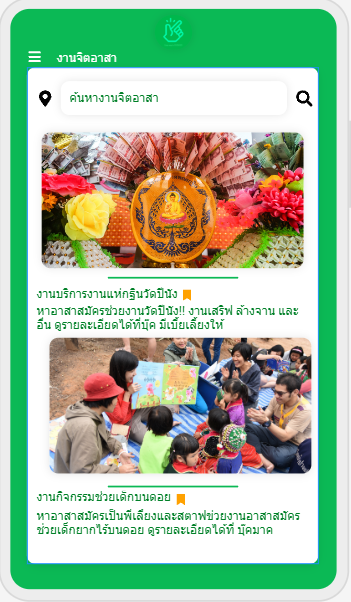 งานจิตอาสา
ค้นหางานจิตอาสา
งานบริการงานแห่กฐินวัดปีนัง
หาอาสาสมัครช่วยงานวัดปีนัง!! งานเสริฟ ล้างจาน และ
อื่น ดูรายละเอียดได้ที่บุ๊ค มีเบี้ยเลี้ยงให้
งานกิจกรรมช่วยเด็กบนดอย
หาอาสาสมัครเป็นพี่เลี้ยงและสตาฟช่วยงานอาสาสมัคร
ช่วยเด็กยากไร้บนดอย ดูรายละเอียดได้ที่ บุ๊คมาค